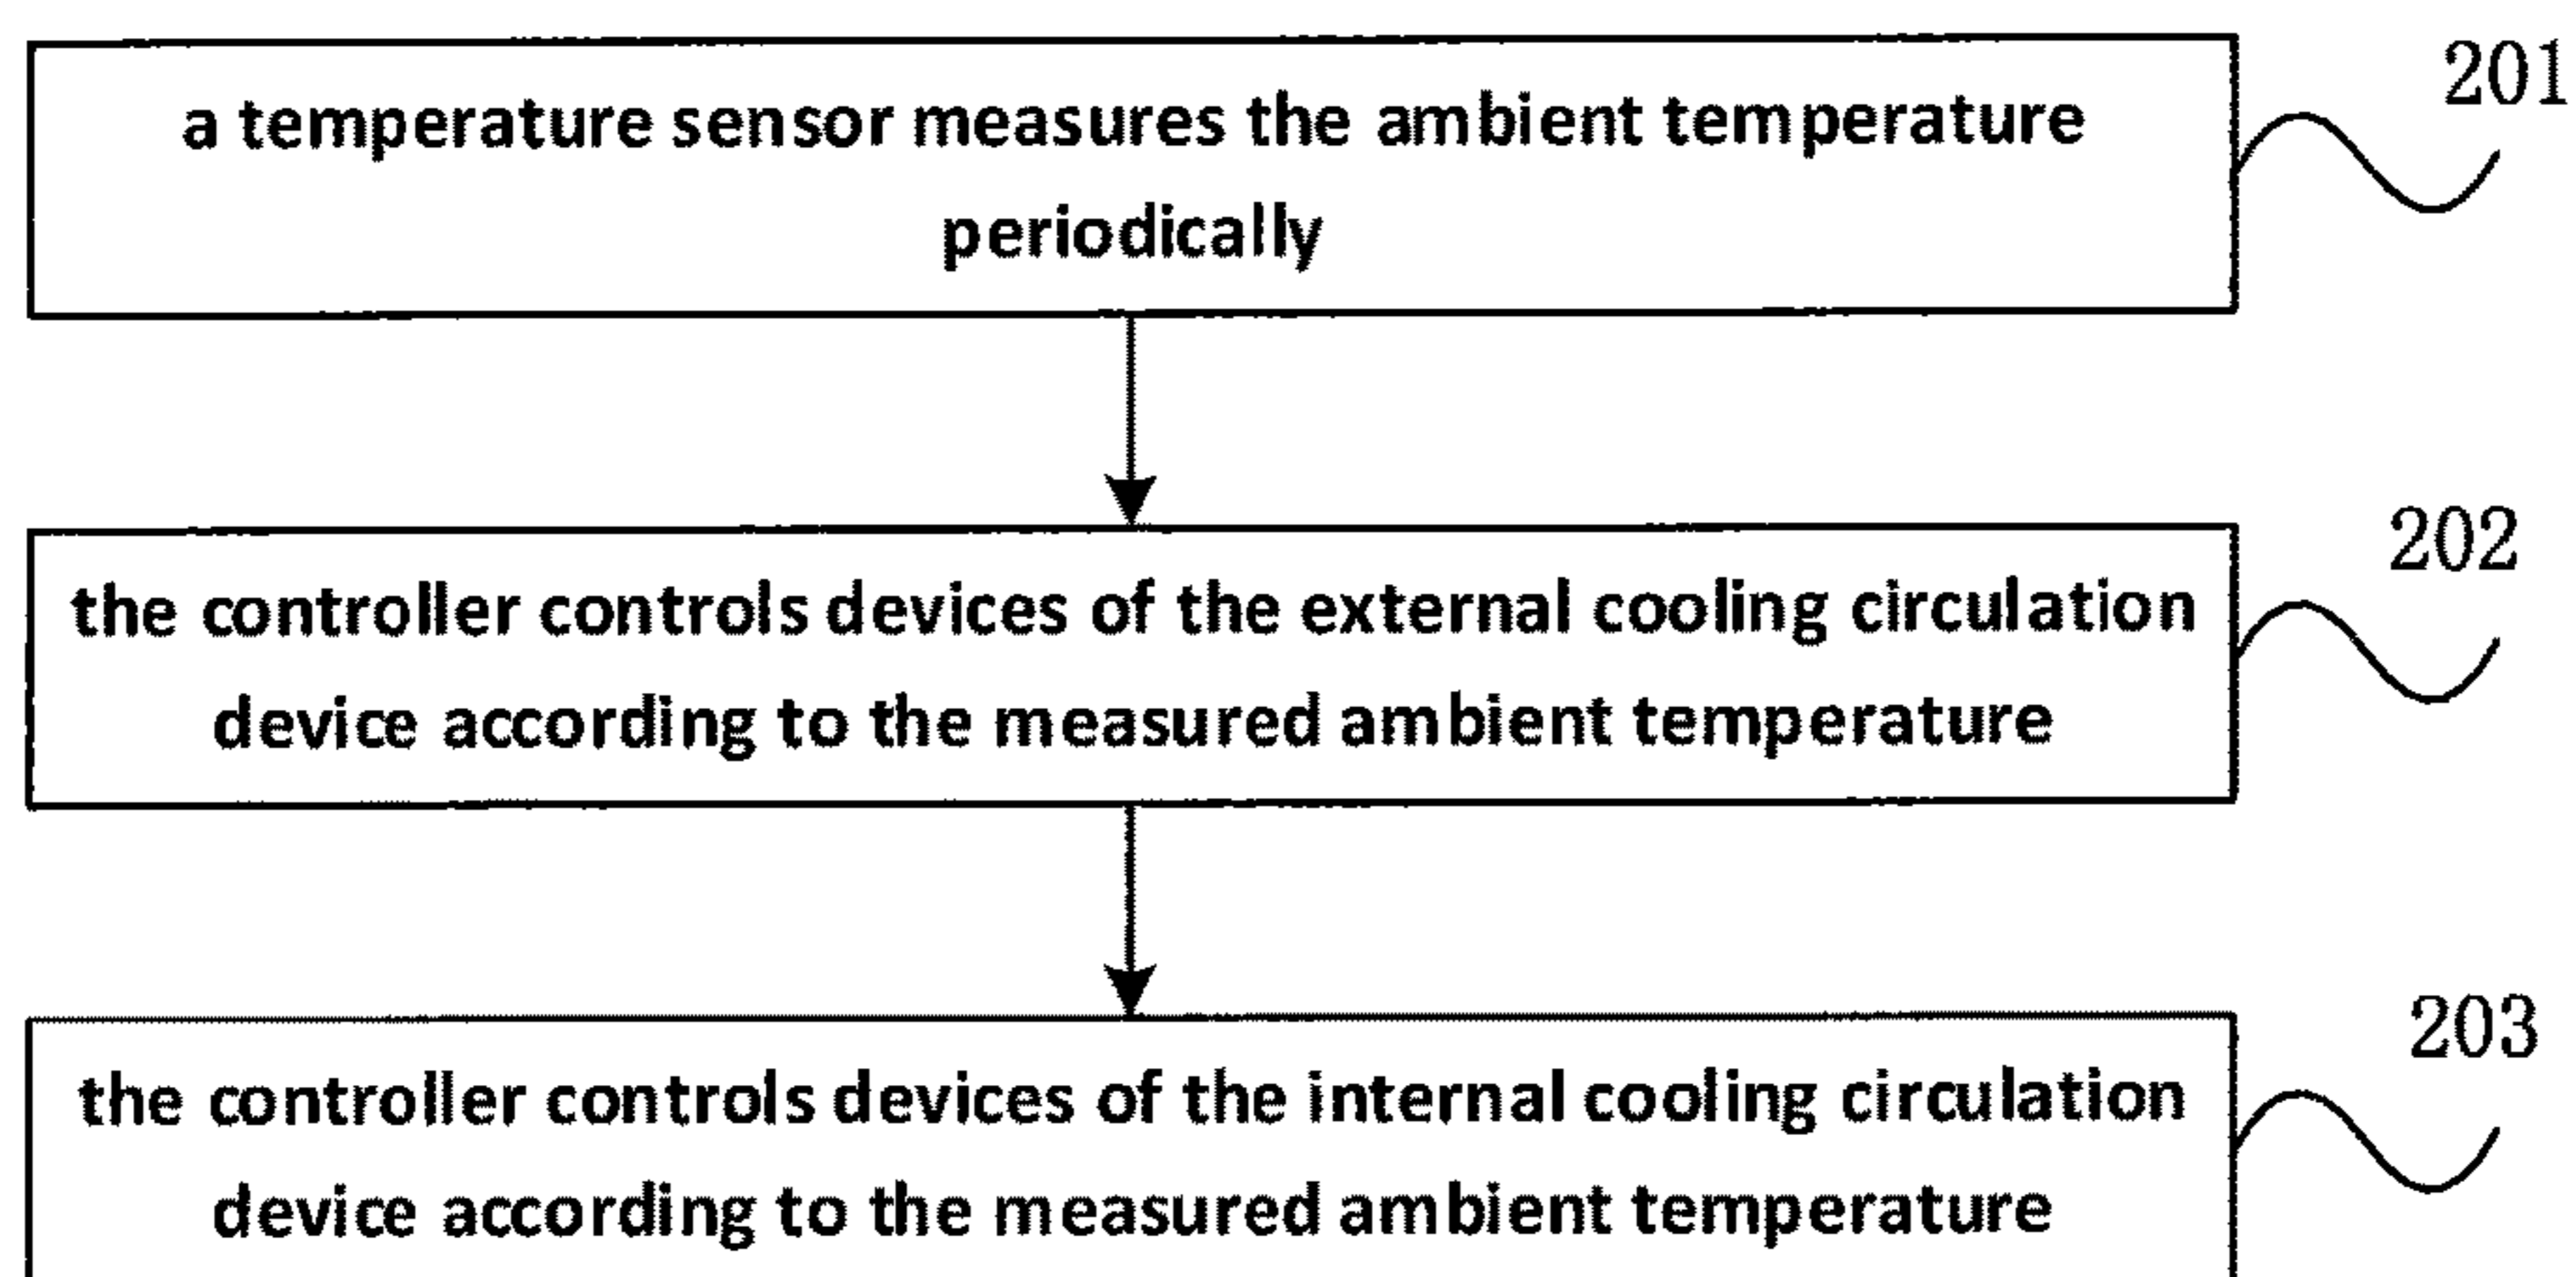 201
a temperature sensor measures the ambient temperature
periodically
202
the controller controls devices of the external cooling circulation
device according to the measured ambient temperature
203
the controller controls devices of the internal cooling circulation
device according to the measured ambient temperature